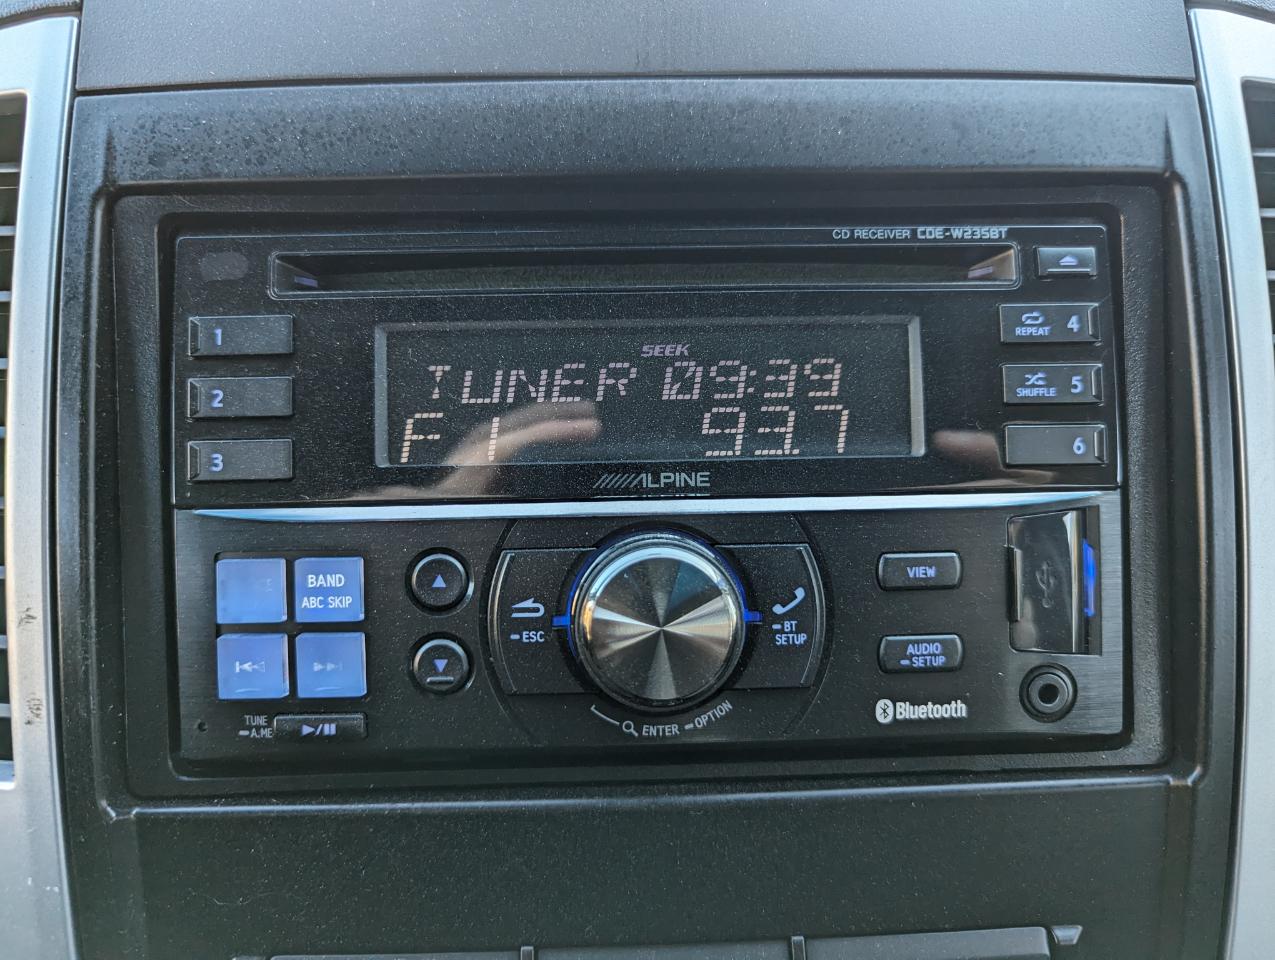 CD RECEIVER CDE-W235BT
1
2
3
SEEK
TUNER 09:39
F1 93.7
REPEAT 4
SHUFFLE 5
6
ALPINE
BAND
ABC SKIP
TUNE
A.ME
ESC
BT
SETUP
ENTER OPTION
VIEW
AUDIO
SETUP
Bluetooth